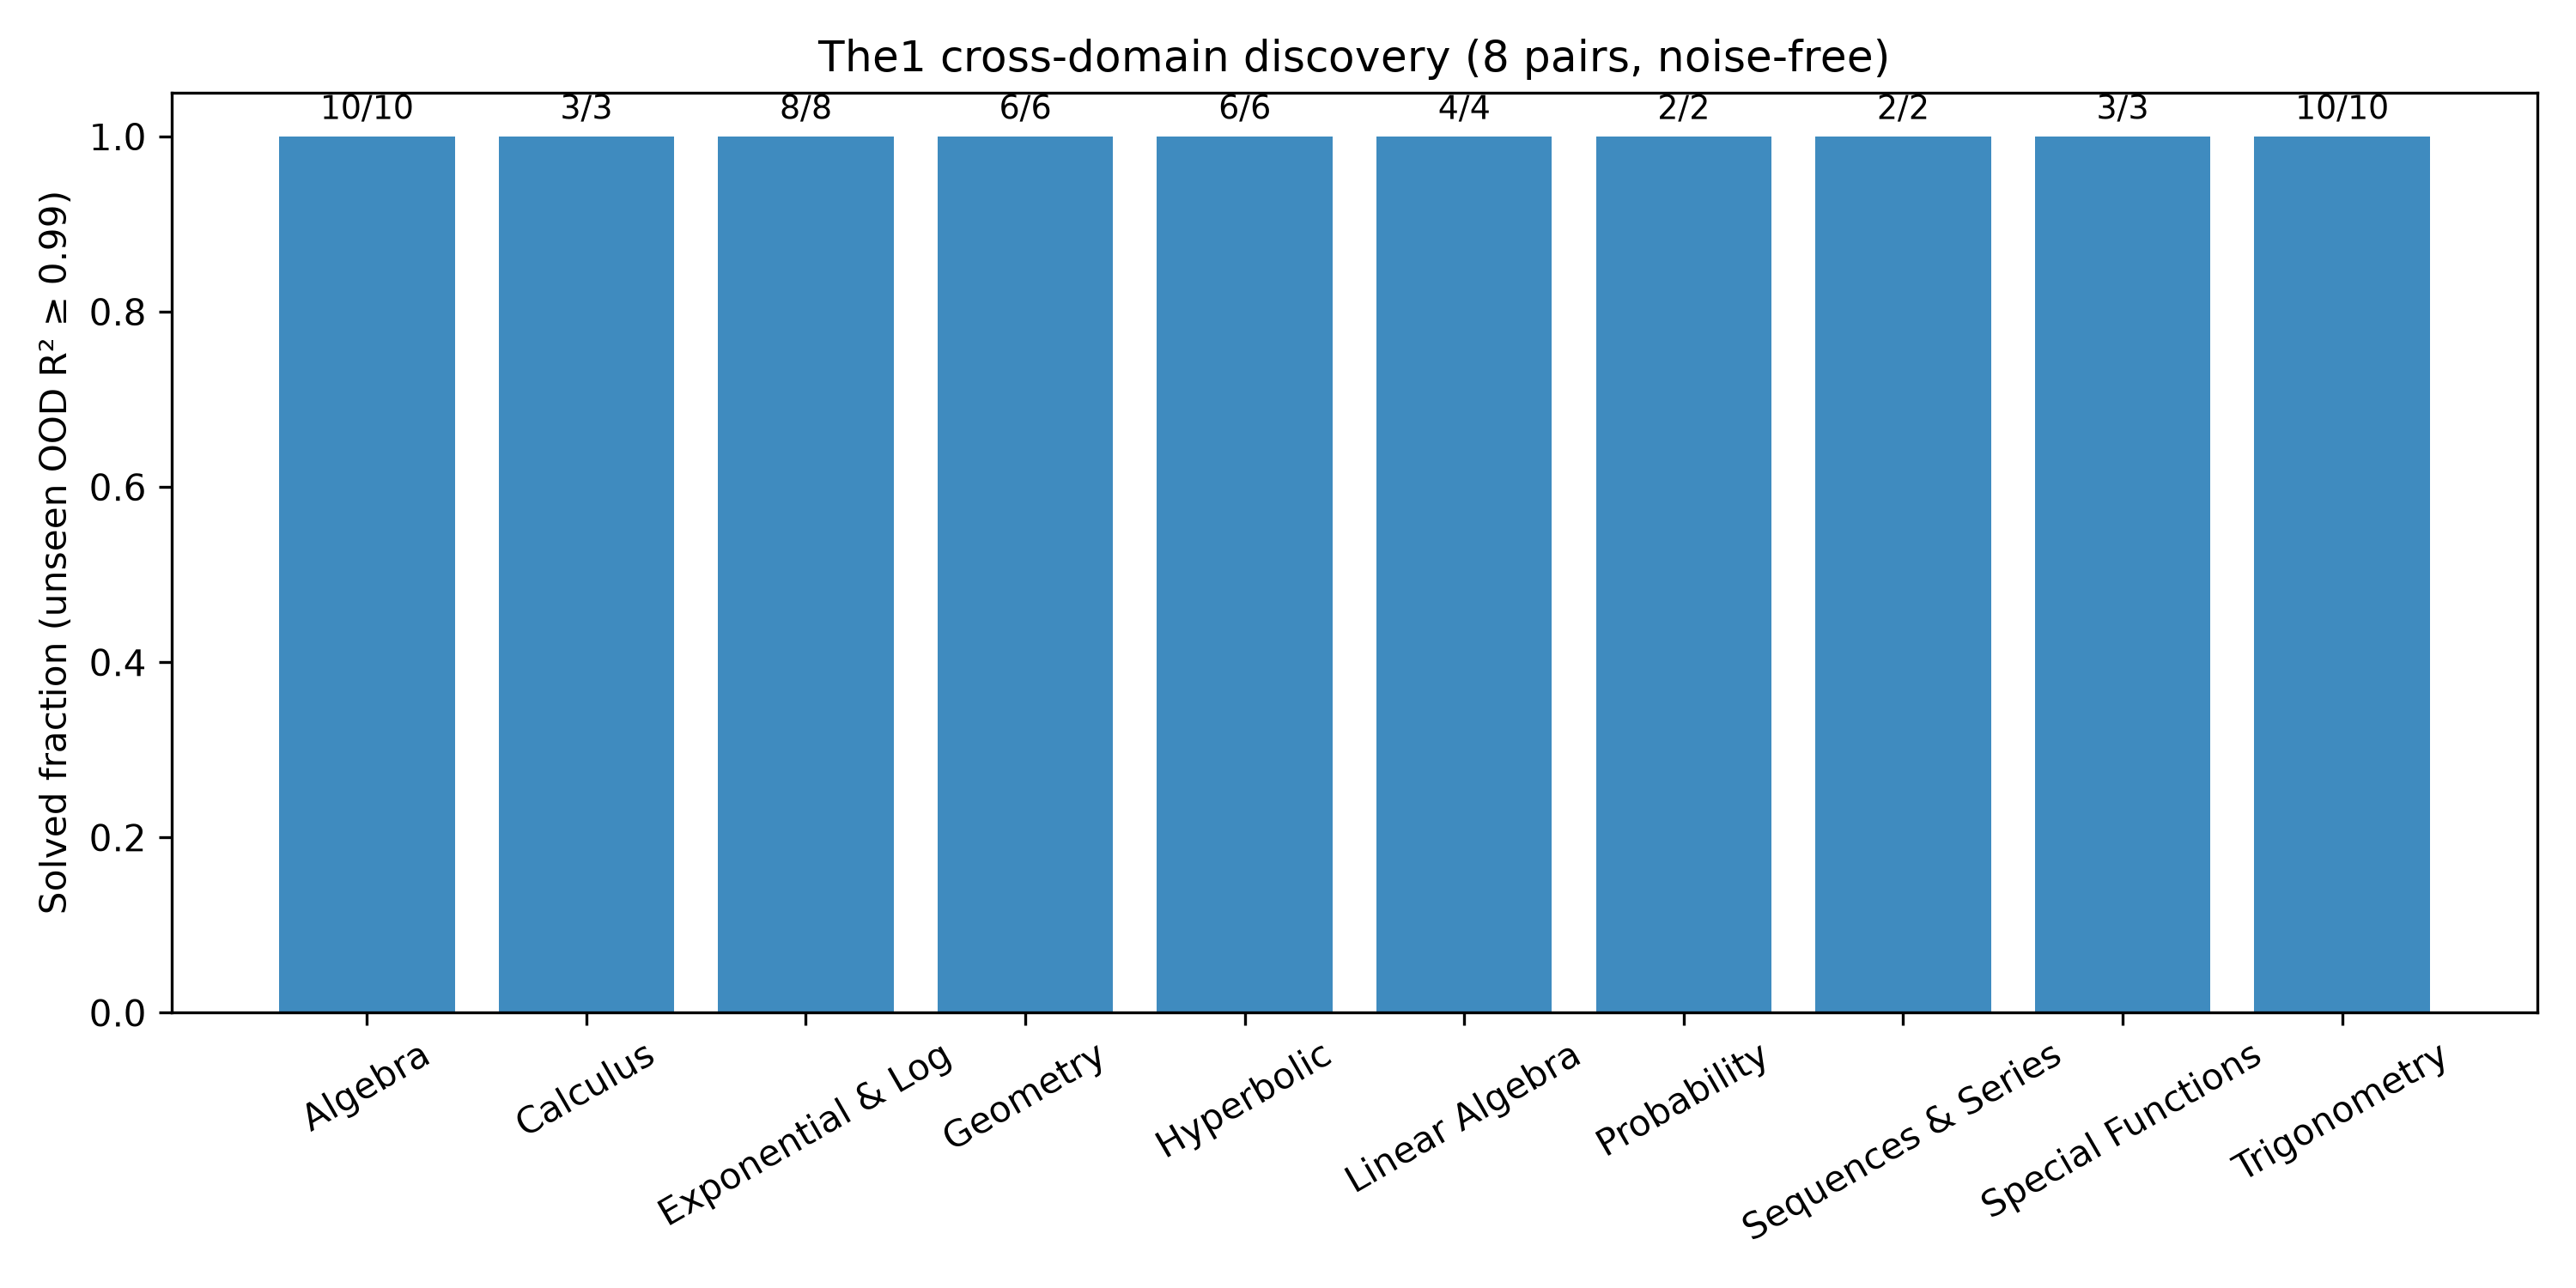 The1 cross-domain discovery (8 pairs, noise-free)
10/10 3/3 8/8 6/6 6/6 4/4 2/2 2/2 3/3 10/10
1.0
0.8
0.6
0.4
0.2
0.0
Solved fraction (unseen OOD R² ≥ 0.99)
Algebra
Calculus
Exponential & Log
Geometry
Hyperbolic
Linear Algebra
Probability
Sequences & Series
Special Functions
Trigonometry